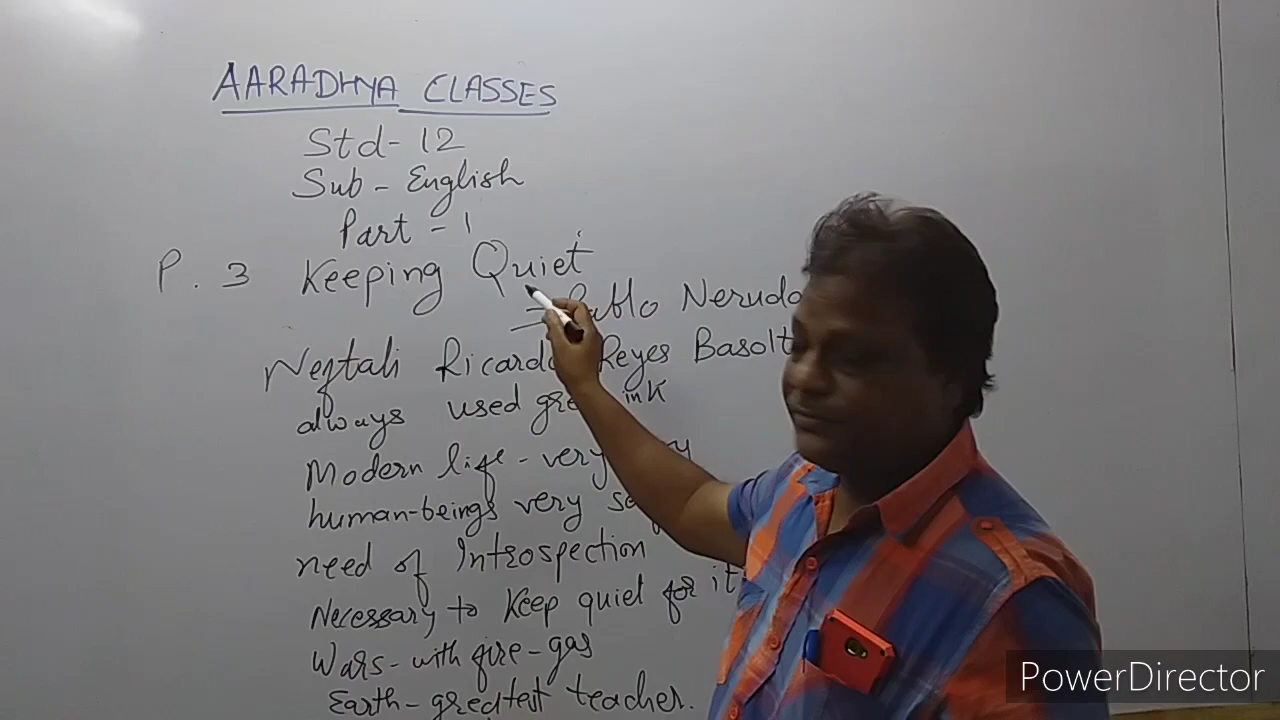 AARADHYA CLASSES
Std- 12
Sub - English
Part - 1
P. 3 Keeping Quiet
Pablo Neruda
Neftali Ricardo Reyes Basolt
always used ink
Modern life - very
human-beings very
need of Introspection
Necessary to Keep quiet for it
Wars - with fire - gas
Earth - greatest teacher.
PowerDirector